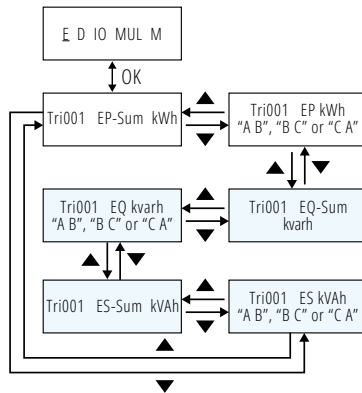 E D IO MUL M
OK
Tri001 EP-Sum kWh
Tri001 EP kWh
“A B”, “B C” or “C A”
Tri001 EQ kvarh
“A B”, “B C” or “C A”
Tri001 EQ-Sum
kvarh
Tri001 ES-Sum kVAh
Tri001 ES kVAh
“A B”, “B C” or “C A”